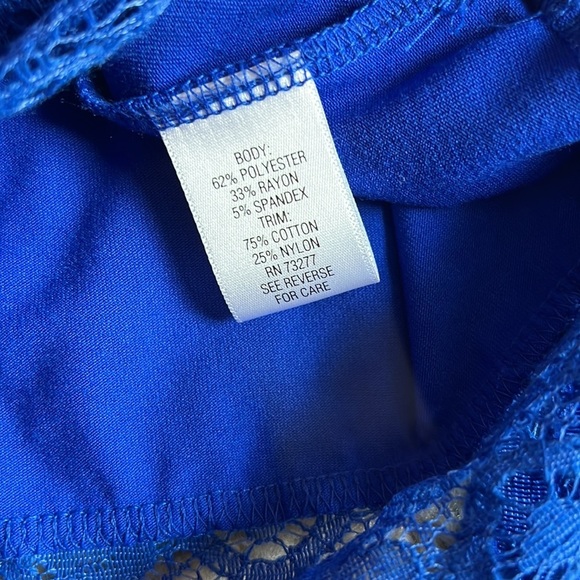 BODY:
62% POLYESTER
33% RAYON
5% SPANDEX
TRIM:
75% COTTON
25% NYLON
RN 73277
SEE REVERSE
FOR CARE